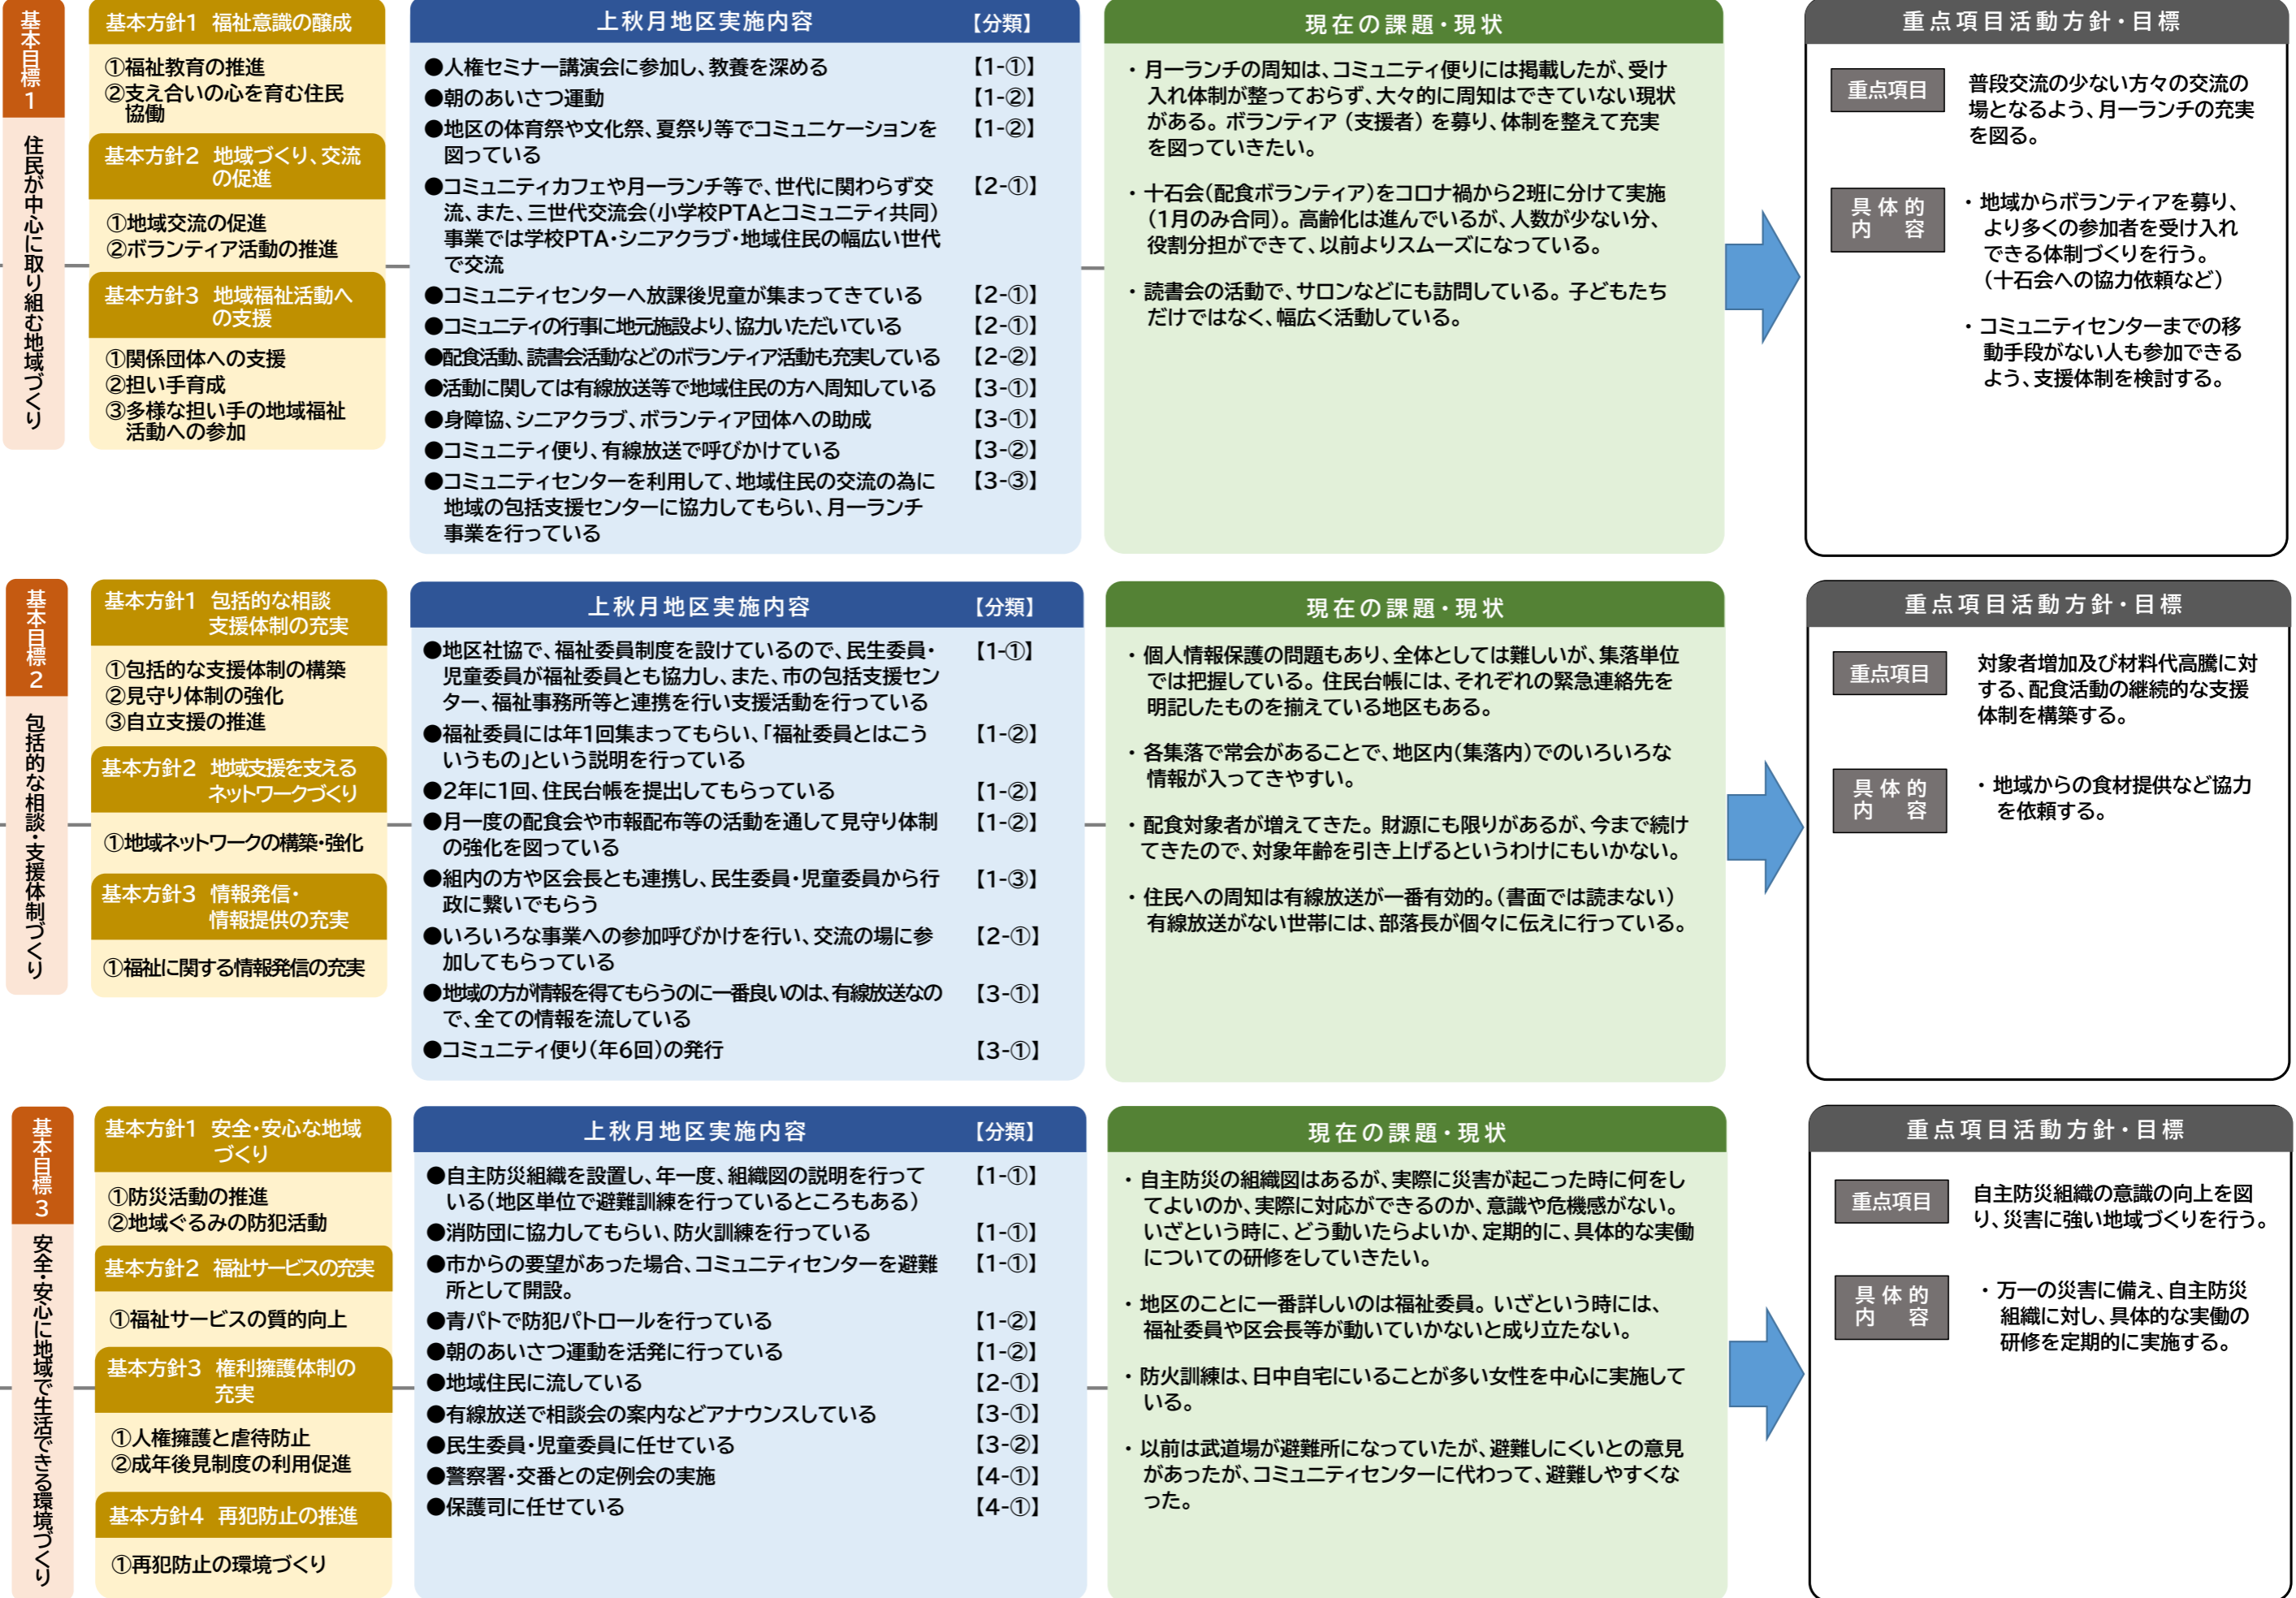 基本目標1
住民が中心に取り組む地域づくり
基本方針1 福祉意識の醸成
①福祉教育の推進
②支え合いの心を育む住民
協働
基本方針2 地域づくり、交流
の促進
①地域交流の促進
②ボランティア活動の推進
基本方針3 地域福祉活動へ
の支援
①関係団体への支援
②担い手育成
③多様な担い手の地域福祉
活動への参加
上秋月地区実施内容 【分類】
●人権セミナー講演会に参加し、教養を深める 【1-①】
●朝のあいさつ運動 【1-②】
●地区の体育祭や文化祭、夏祭り等でコミュニケーションを 【1-②】
図っている
●コミュニティカフェや月一ランチ等で、世代に関わらず交 【2-①】
流、また、三世代交流会(小学校PTAとコミュニティ共同)
事業では学校PTA・シニアクラブ・地域住民の幅広い世代
で交流
●コミュニティセンターへ放課後児童が集まってきている 【2-①】
●コミュニティの行事に地元施設より、協力いただいている 【2-①】
●配食活動、読書会活動などのボランティア活動も充実している 【2-②】
●活動に関しては有線放送等で地域住民の方へ周知している 【3-①】
●身障協、シニアクラブ、ボランティア団体への助成 【3-①】
●コミュニティ便り、有線放送で呼びかけている 【3-②】
●コミュニティセンターを利用して、地域住民の交流の為に 【3-③】
地域の包括支援センターに協力してもらい、月一ランチ
事業を行っている
現在の課題・現状
・月一ランチの周知は、コミュニティ便りには掲載したが、受け
入れ体制が整っておらず、大々的に周知はできていない現状
がある。ボランティア(支援者)を募り、体制を整えて充実
を図っていきたい。
・十石会(配食ボランティア)をコロナ禍から2班に分けて実施
(1月のみ合同)。高齢化は進んでいるが、人数が少ない分、
役割分担ができて、以前よりスムーズになっている。
・読書会の活動で、サロンなどにも訪問している。子どもたち
だけではなく、幅広く活動している。
重点項目活動方針・目標
重点項目
普段交流の少ない方々の交流の
場となるよう、月一ランチの充実
を図る。
具体的
内容
・地域からボランティアを募り、
より多くの参加者を受け入れ
できる体制づくりを行う。
(十石会への協力依頼など)
・コミュニティセンターまでの移
動手段がない人も参加できる
よう、支援体制を検討する。
基本目標2
包括的な相談・支援体制づくり
基本方針1 包括的な相談
支援体制の充実
①包括的な支援体制の構築
②見守り体制の強化
③自立支援の推進
基本方針2 地域支援を支える
ネットワークづくり
①地域ネットワークの構築・強化
基本方針3 情報発信・
情報提供の充実
①福祉に関する情報発信の充実
上秋月地区実施内容 【分類】
●地区社協で、福祉委員制度を設けているので、民生委員・ 【1-①】
児童委員が福祉委員とも協力し、また、市の包括支援セン
ター、福祉事務所等と連携を行い支援活動を行っている
●福祉委員には年1回集まってもらい、「福祉委員とはこう 【1-②】
いうもの」という説明を行っている
●2年に1回、住民台帳を提出してもらっている 【1-②】
●月一度の配食会や市報配布等の活動を通して見守り体制 【1-②】
の強化を図っている
●組内の方や区会長とも連携し、民生委員・児童委員から行 【1-③】
政に繋いでもらう
●いろいろな事業への参加呼びかけを行い、交流の場に参 【2-①】
加してもらっている
●地域の方が情報を得てもらうのに一番良いのは、有線放送なの 【3-①】
で、全ての情報を流している
●コミュニティ便り(年6回)の発行 【3-①】
現在の課題・現状
・個人情報保護の問題もあり、全体としては難しいが、集落単位
では把握している。住民台帳には、それぞれの緊急連絡先を
明記したものを揃えている地区もある。
・各集落で常会があることで、地区内(集落内)でのいろいろな
情報が入ってきやすい。
・配食対象者が増えてきた。財源にも限りがあるが、今まで続け
てきたので、対象年齢を引き上げるというわけにもいかない。
・住民への周知は有線放送が一番有効的。(書面では読まない)
有線放送がない世帯には、部落長が個々に伝えに行っている。
重点項目活動方針・目標
重点項目
対象者増加及び材料代高騰に対
する、配食活動の継続的な支援
体制を構築する。
具体的
内容
・地域からの食材提供など協力
を依頼する。
基本目標3
安全・安心に地域で生活できる環境づくり
基本方針1 安全・安心な地域
づくり
①防災活動の推進
②地域ぐるみの防犯活動
基本方針2 福祉サービスの充実
①福祉サービスの質的向上
基本方針3 権利擁護体制の
充実
①人権擁護と虐待防止
②成年後見制度の利用促進
基本方針4 再犯防止の推進
①再犯防止の環境づくり
上秋月地区実施内容 【分類】
●自主防災組織を設置し、年一度、組織図の説明を行って 【1-①】
いる(地区単位で避難訓練を行っているところもある)
●消防団に協力してもらい、防火訓練を行っている 【1-①】
●市からの要望があった場合、コミュニティセンターを避難 【1-①】
所として開設。
●青パトで防犯パトロールを行っている 【1-②】
●朝のあいさつ運動を活発に行っている 【1-②】
●地域住民に流している 【2-①】
●有線放送で相談会の案内などアナウンスしている 【3-①】
●民生委員・児童委員に任せている 【3-②】
●警察署・交番との定例会の実施 【4-①】
●保護司に任せている 【4-①】
現在の課題・現状
・自主防災の組織図はあるが、実際に災害が起こった時に何をし
てよいのか、実際に対応ができるのか、意識や危機感がない。
いざという時に、どう動いたらよいか、定期的に、具体的な実働
についての研修をしていきたい。
・地区のことに一番詳しいのは福祉委員。いざという時には、
福祉委員や区会長等が動いていかないと成り立たない。
・防火訓練は、日中自宅にいることが多い女性を中心に実施して
いる。
・以前は武道場が避難所になっていたが、避難しにくいとの意見
があったが、コミュニティセンターに代わって、避難しやすくな
った。
重点項目活動方針・目標
重点項目
自主防災組織の意識の向上を図
り、災害に強い地域づくりを行う。
具体的
内容
・万一の災害に備え、自主防災
組織に対し、具体的な実働の
研修を定期的に実施する。